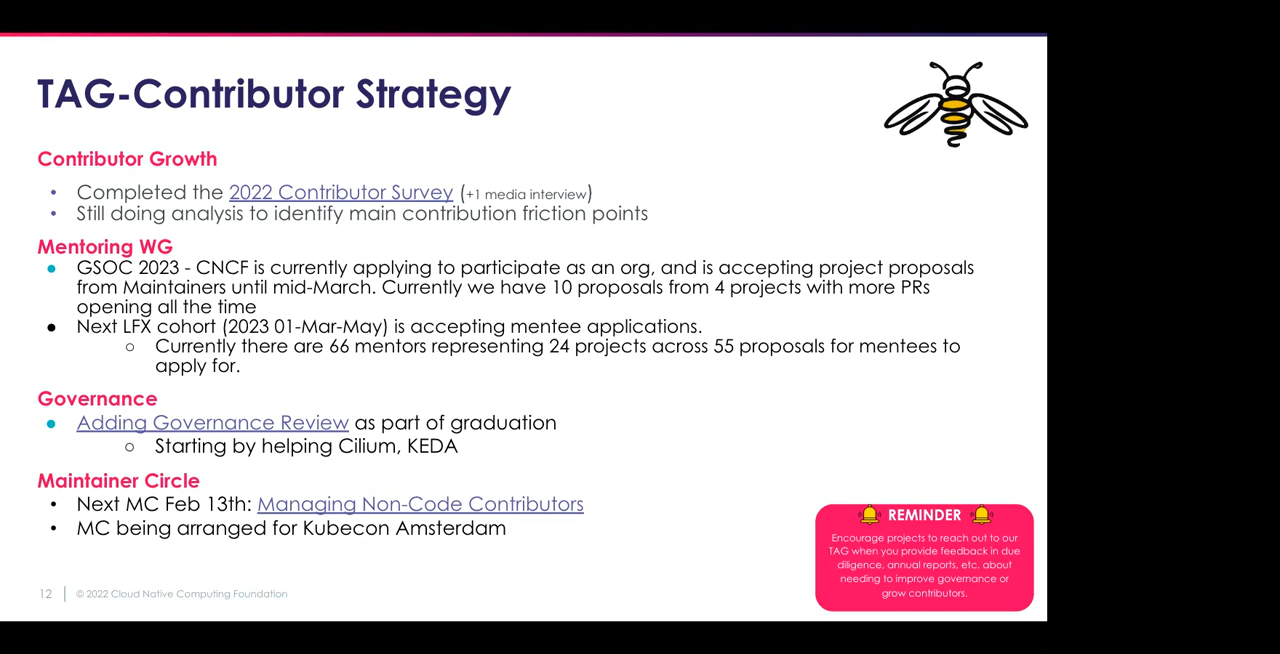 TAG-Contributor Strategy
Contributor Growth
• Completed the 2022 Contributor Survey (+1 media interview)
• Still doing analysis to identify main contribution friction points
Mentoring WG
● GSOC 2023 - CNCF is currently applying to participate as an org, and is accepting project proposals
from Maintainers until mid-March. Currently we have 10 proposals from 4 projects with more PRs
opening all the time
● Next LFX cohort (2023 01-Mar-May) is accepting mentee applications.
○ Currently there are 66 mentors representing 24 projects across 55 proposals for mentees to
apply for.
Governance
● Adding Governance Review as part of graduation
○ Starting by helping Cilium, KEDA
Maintainer Circle
• Next MC Feb 13th: Managing Non-Code Contributors
• MC being arranged for Kubecon Amsterdam
REMINDER
Encourage projects to reach out to our
TAG when you provide feedback in due
diligence, annual reports, etc. about
needing to improve governance or
grow contributors.
12 | © 2022 Cloud Native Computing Foundation